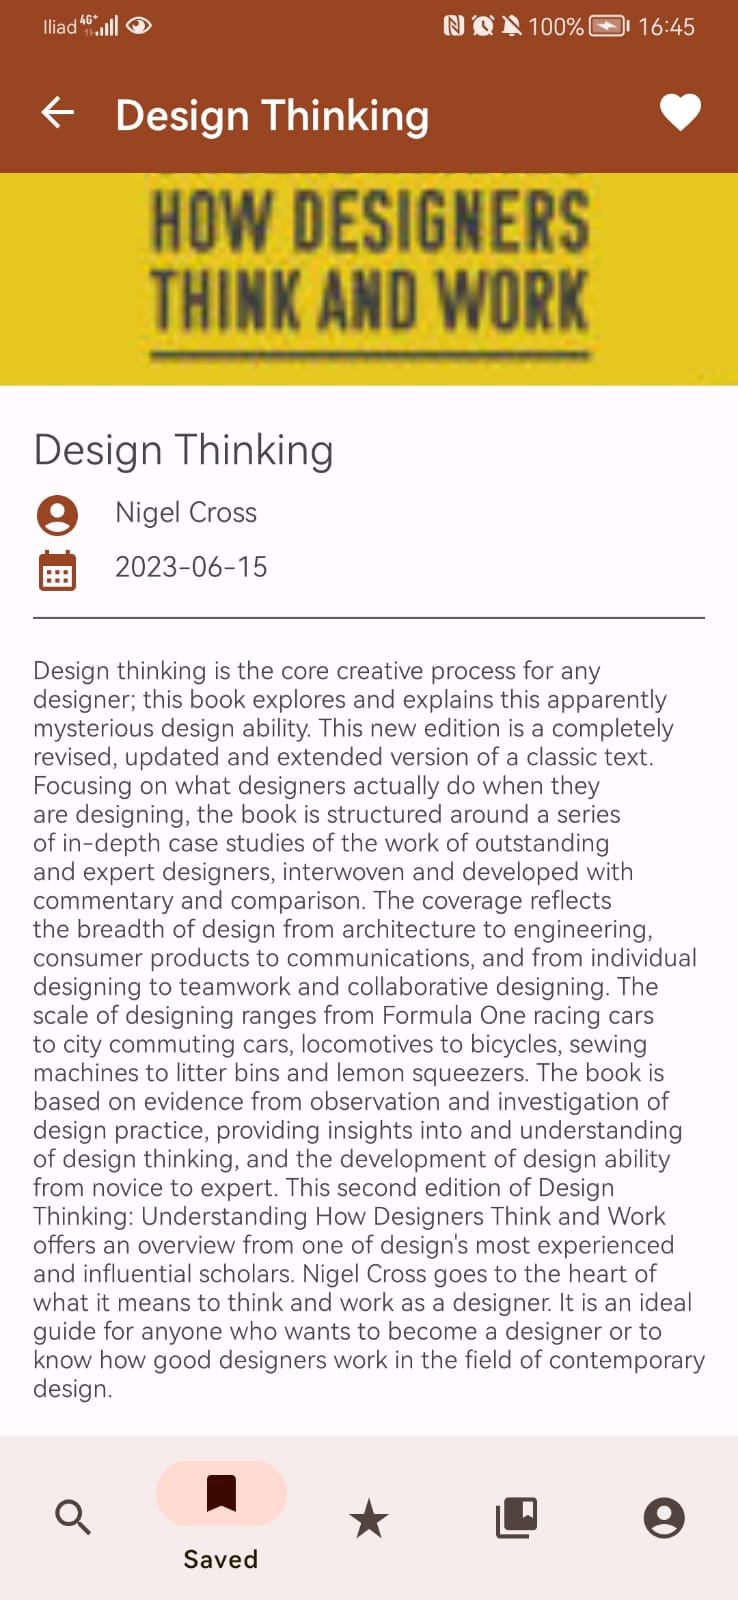 Iliad 4G+ 100% 16:45
Design Thinking
HOW DESIGNERS
THINK AND WORK
Design Thinking
Nigel Cross
2023-06-15
Design thinking is the core creative process for any
designer; this book explores and explains this apparently
mysterious design ability. This new edition is a completely
revised, updated and extended version of a classic text.
Focusing on what designers actually do when they
are designing, the book is structured around a series
of in-depth case studies of the work of outstanding
and expert designers, interwoven and developed with
commentary and comparison. The coverage reflects
the breadth of design from architecture to engineering,
consumer products to communications, and from individual
designing to teamwork and collaborative designing. The
scale of designing ranges from Formula One racing cars
to city commuting cars, locomotives to bicycles, sewing
machines to litter bins and lemon squeezers. The book is
based on evidence from observation and investigation of
design practice, providing insights into and understanding
of design thinking, and the development of design ability
from novice to expert. This second edition of Design
Thinking: Understanding How Designers Think and Work
offers an overview from one of design's most experienced
and influential scholars. Nigel Cross goes to the heart of
what it means to think and work as a designer. It is an ideal
guide for anyone who wants to become a designer or to
know how good designers work in the field of contemporary
design.
Saved